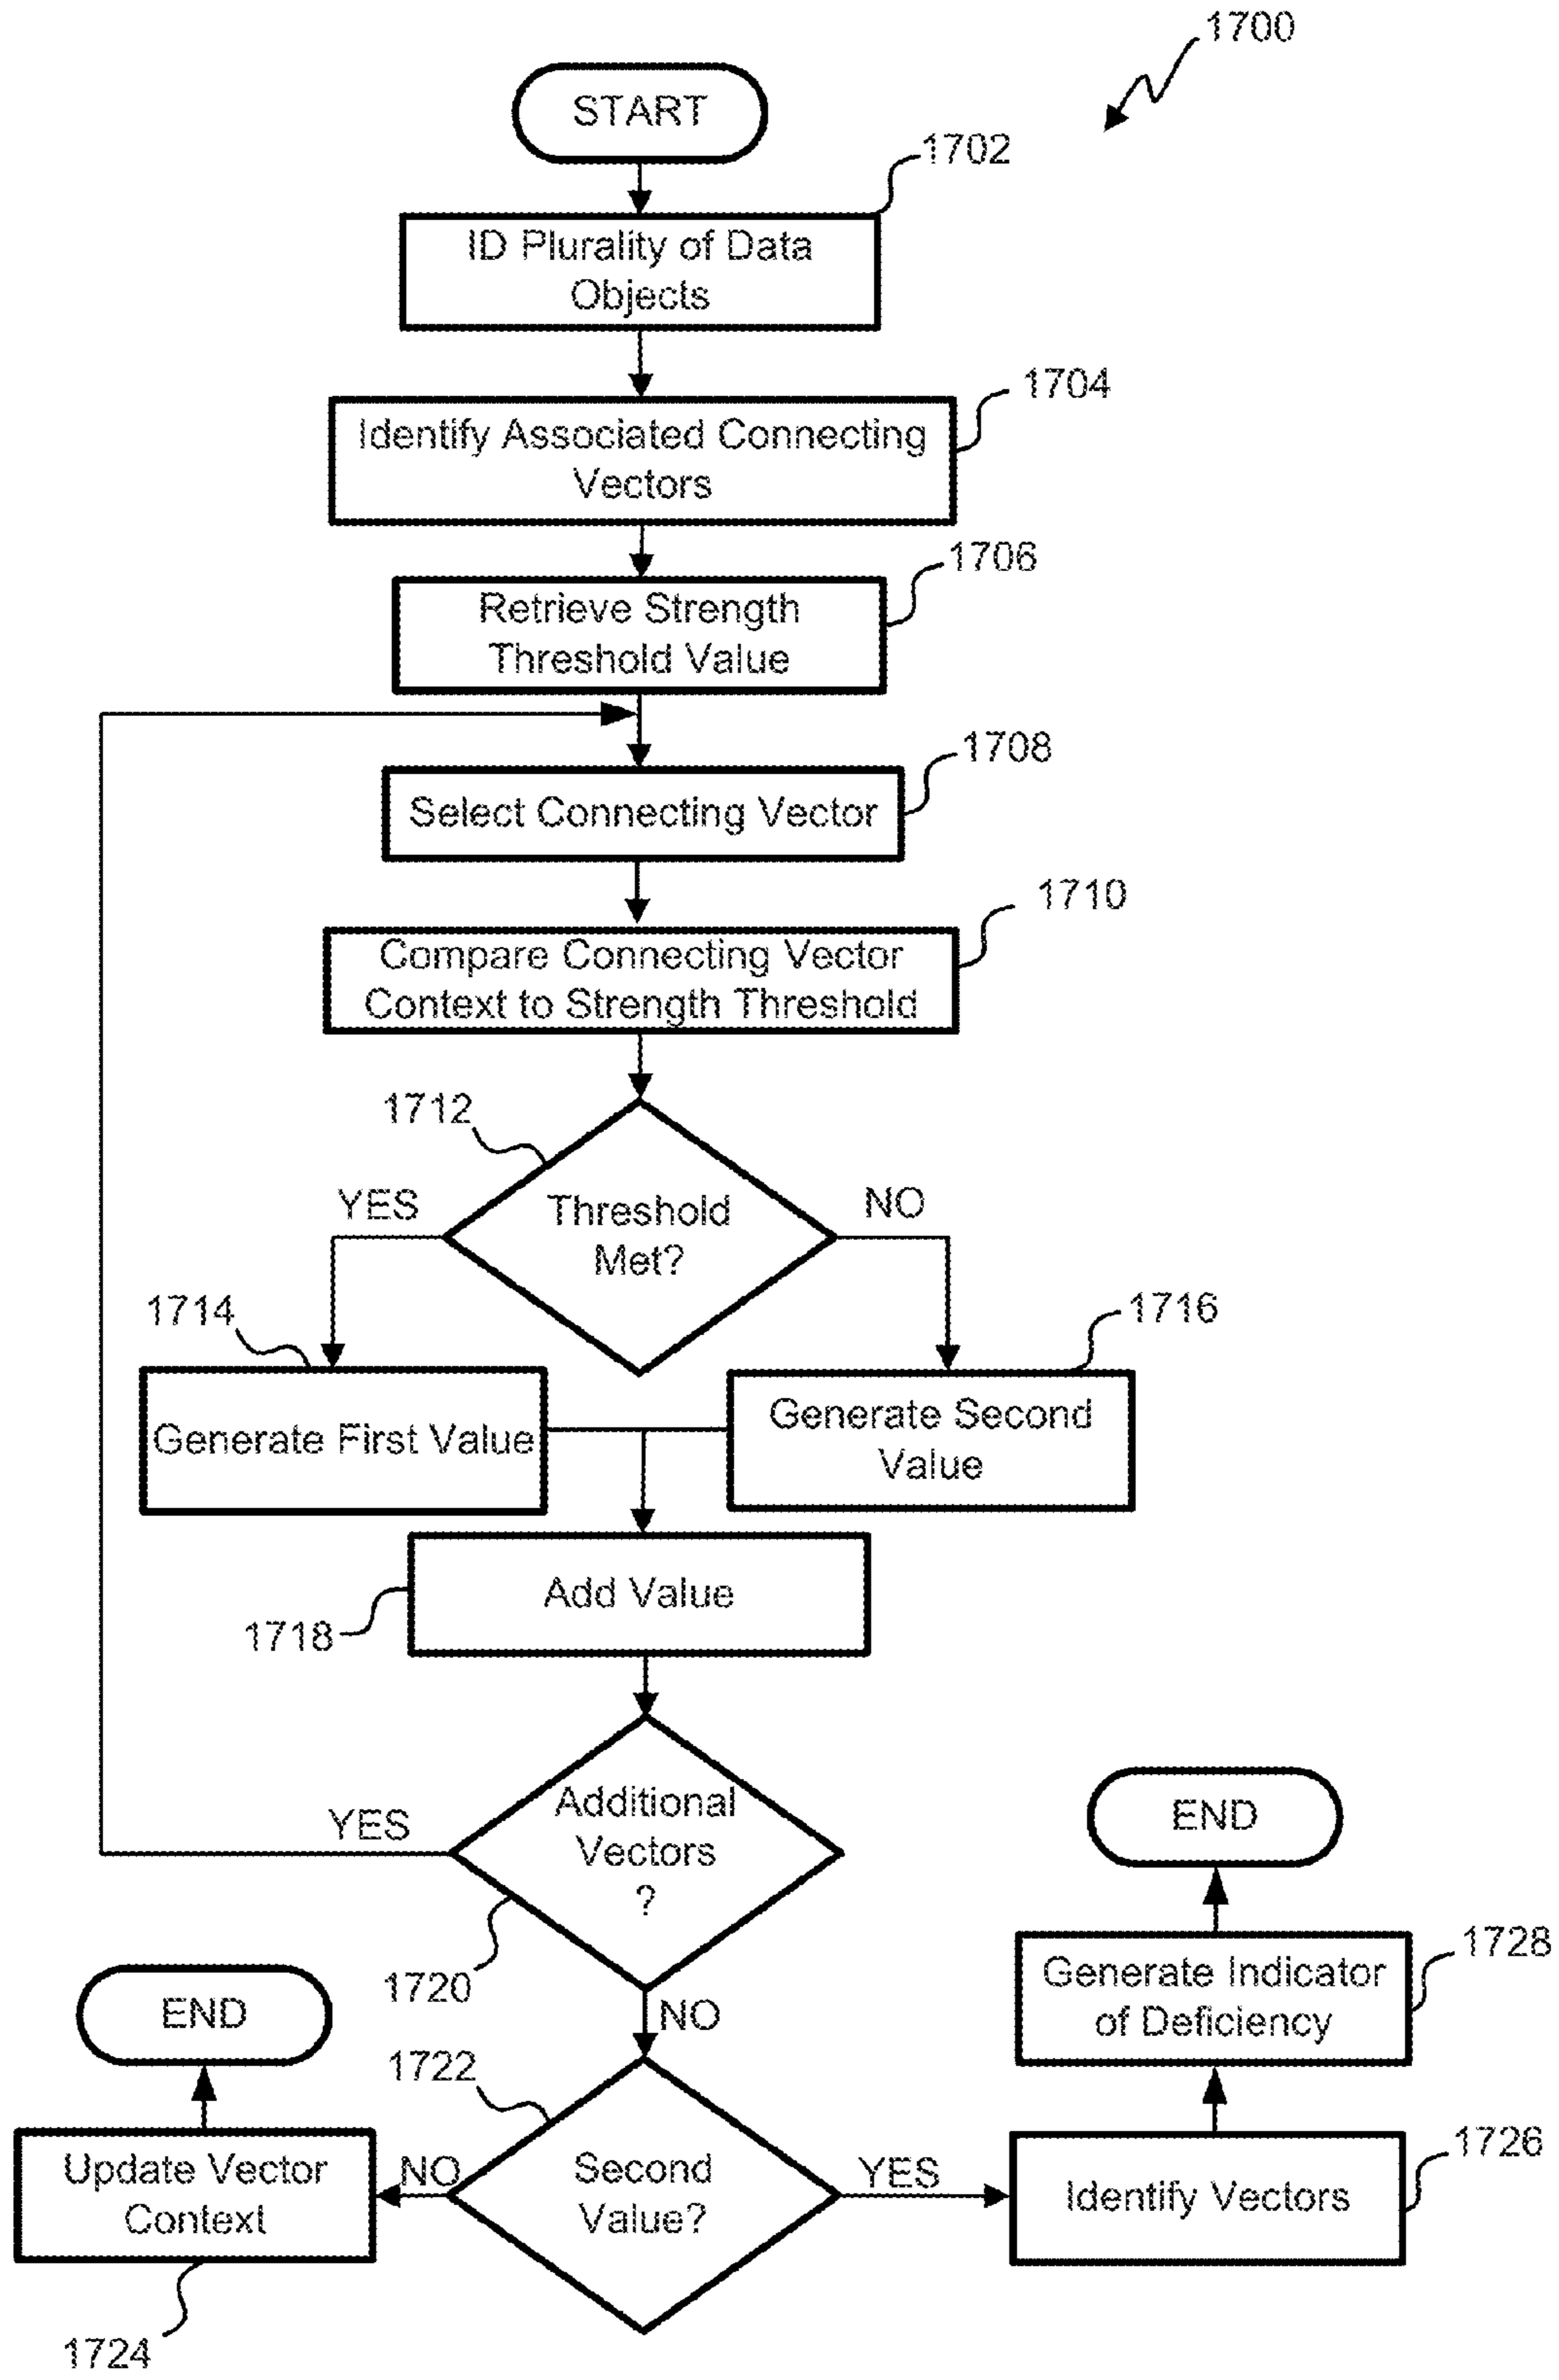 1700
START
1702
ID Plurality of Data
Objects
1704
Identify Associated Connecting
Vectors
1706
Retrieve Strength
Threshold Value
1708
Select Connecting Vector
1710
Compare Connecting Vector
Context to Strength Threshold
1712
YES
Threshold
Met?
NO
1714
1716
Generate First Value
Generate Second
Value
Add Value
1718
YES
Additional
Vectors
?
1720
NO
END
1728
Generate Indicator
of Deficiency
END
1722
Update Vector
Context
NO
Second
Value?
YES
1726
Identify Vectors
1724